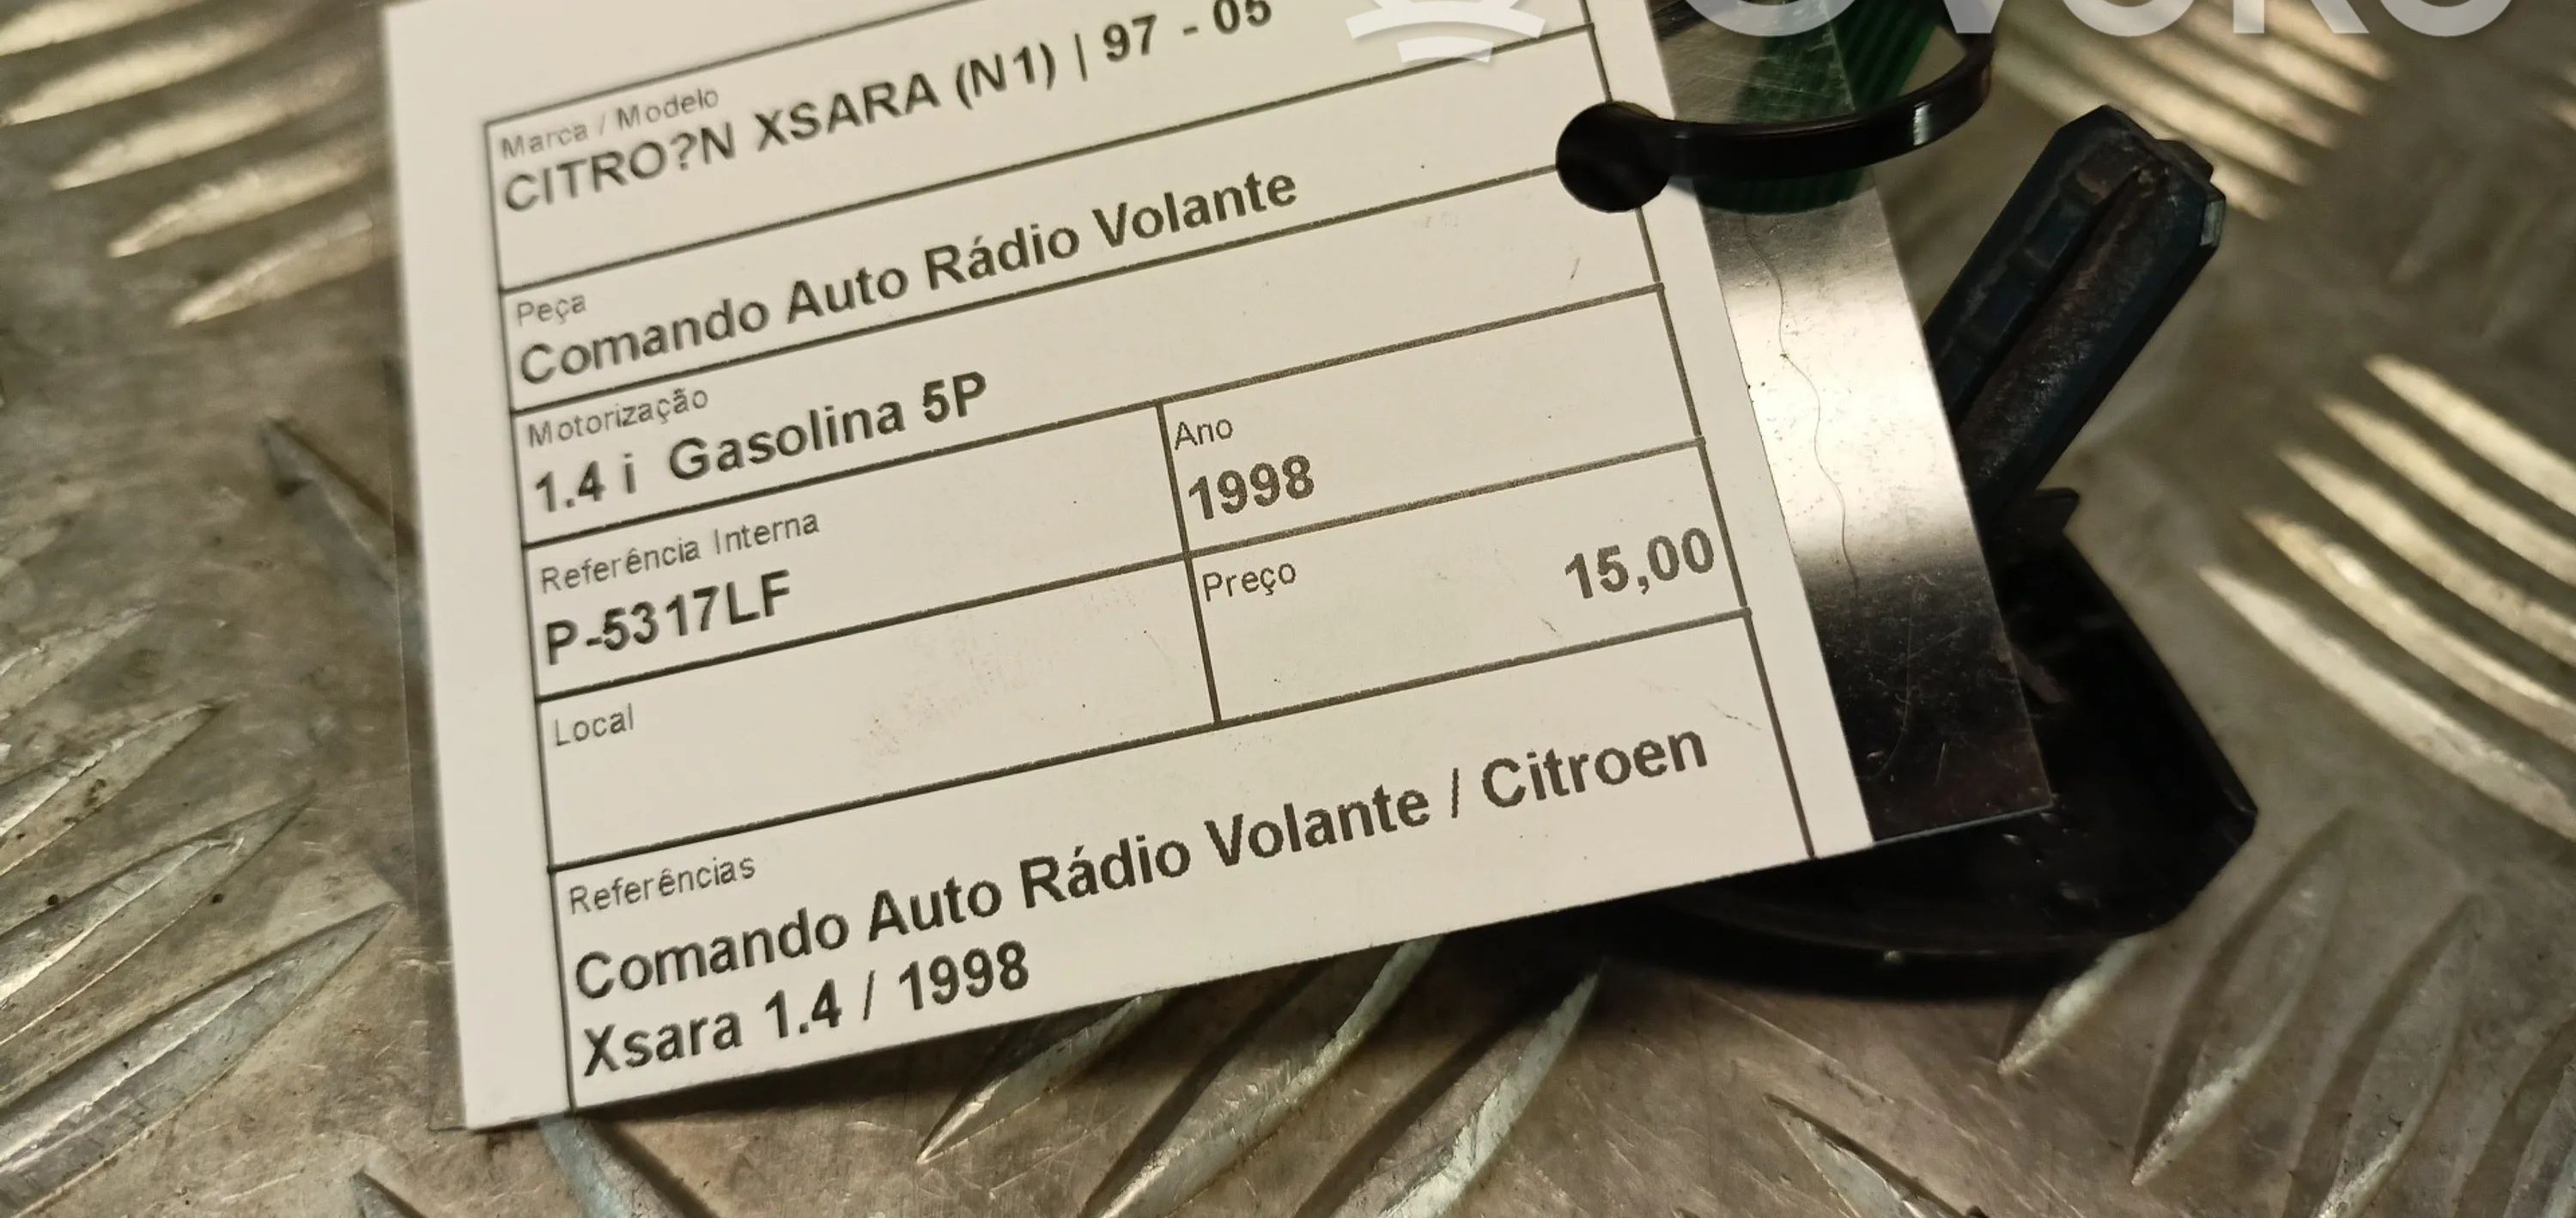 Marca / Modelo
CITRO?N XSARA (N1) | 97 - 05
Peça
Comando Auto Rádio Volante
Motorização
1.4 i Gasolina 5P
Referência Interna
P-5317LF
Ano
1998
Preço
15,00
Local
Referências
Comando Auto Rádio Volante / Citroen
Xsara 1.4 / 1998